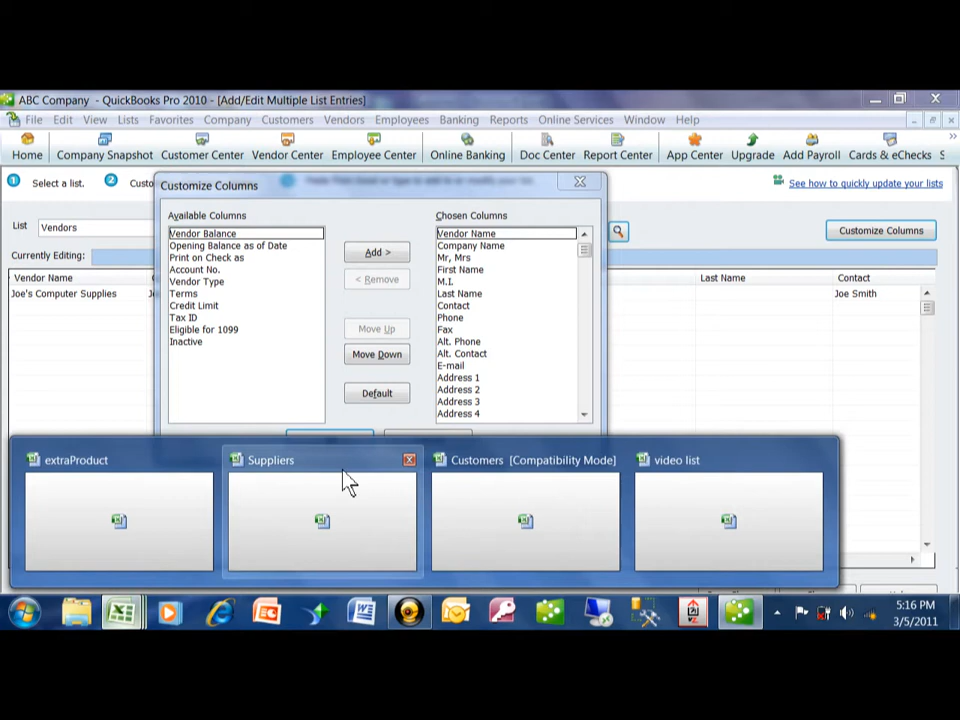 ABC Company - QuickBooks Pro 2010 - [Add/Edit Multiple List Entries]
File Edit View Lists Favorites Company Customers Vendors Employees Banking Reports Online Services Window Help
Home Company Snapshot Customer Center Vendor Center Employee Center Online Banking Doc Center Report Center App Center Upgrade Add Payroll Cards & eChecks S
1 Select a list. 2 Custo
See how to quickly update your lists
Customize Columns
List Vendors
Customize Columns
Currently Editing:
Vendor Name Last Name Contact
Joe's Computer Supplies Joe Smith
Available Columns
Vendor Balance
Opening Balance as of Date
Print on Check as
Account No.
Vendor Type
Terms
Credit Limit
Tax ID
Eligible for 1099
Inactive
Add >
< Remove
Move Up
Move Down
Default
Chosen Columns
Vendor Name
Company Name
Mr, Mrs
First Name
M.I.
Last Name
Contact
Phone
Fax
Alt. Phone
Alt. Contact
E-mail
Address 1
Address 2
Address 3
Address 4
extraProduct
Suppliers
Customers [Compatibility Mode]
video list
5:16 PM
3/5/2011